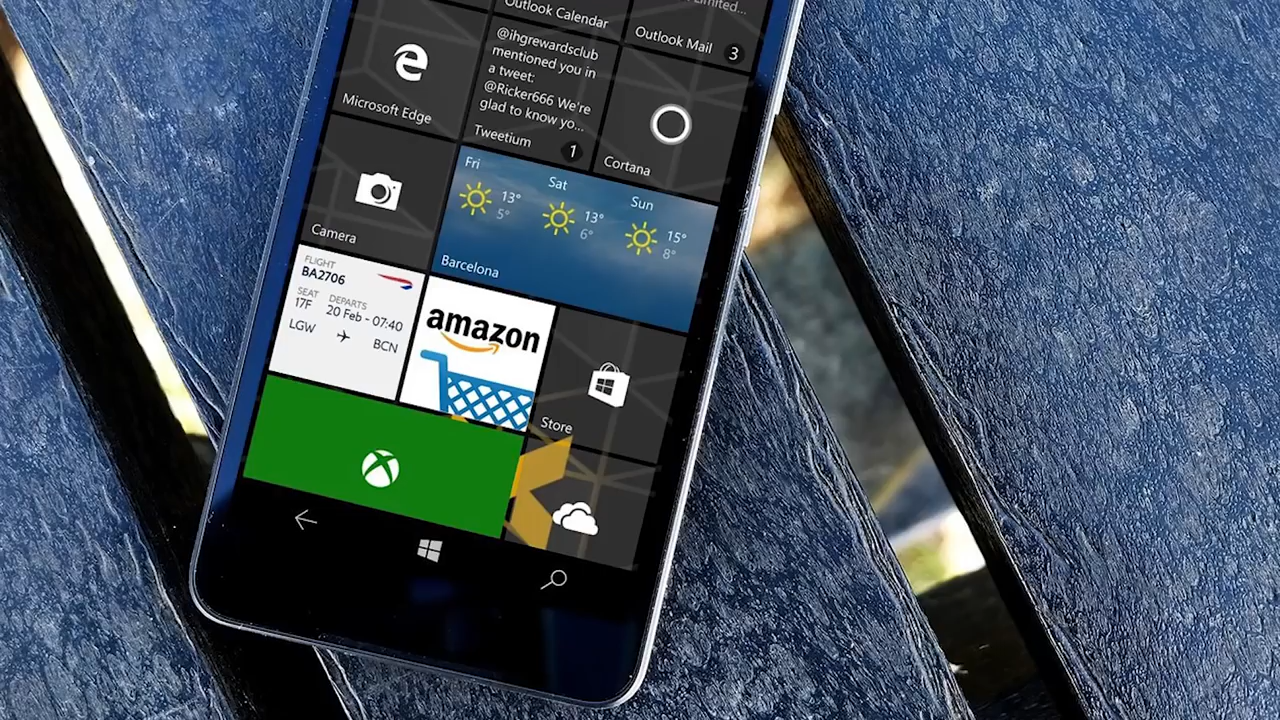 Outlook Calendar
Limited...
Outlook Mail 3
Microsoft Edge
@ihgrewardsclub
mentioned you in
a tweet:
@Ricker666 We're
glad to know yo...
Tweetium 1
Cortana
Camera
Fri
13°
5°
Sat
13°
6°
Sun
15°
8°
Barcelona
FLIGHT
BA2706
SEAT
17F
DEPARTS
20 Feb - 07:40
LGW
BCN
amazon
Store